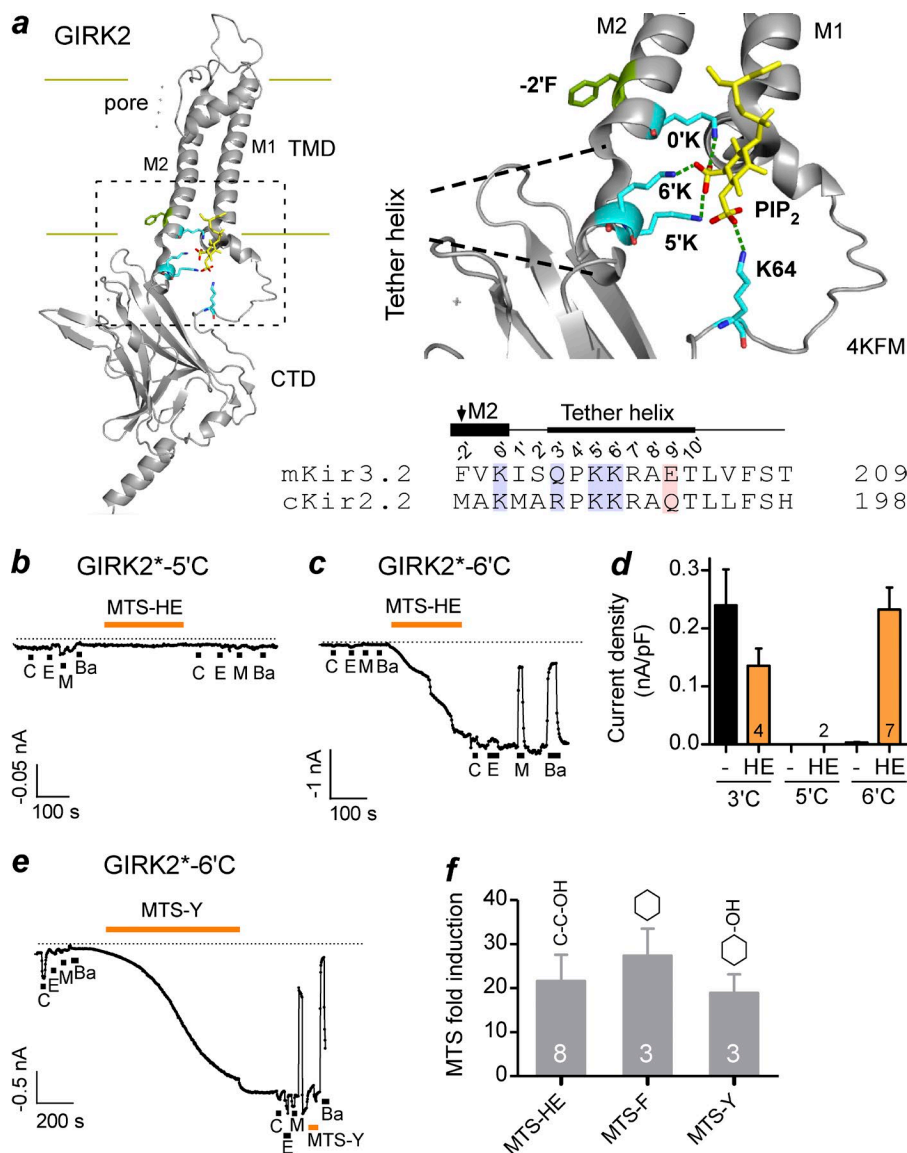 a
GIRK2
pore
M2
M1
TMD
CTD
M2
M1
-2'F
0'K
6'K
5'K
PIP2
K64
Tether helix
4KFM
M2
Tether helix
-2' 0' 1' 2' 3' 4' 5' 6' 7' 8' 9' 10'
mKir3.2 FVKISQPKKRAETLVFST 209
cKir2.2 MAKMARPKKRAQTLLFSH 198
b
GIRK2*-5'C
MTS-HE
C E M Ba C E M Ba
-0.05 nA
100 s
c
GIRK2*-6'C
MTS-HE
C E M Ba
C E M Ba
-1 nA
100 s
d
Current density
(nA/pF)
0.3
0.2
0.1
0.0
4 2 7
- HE - HE - HE
3'C 5'C 6'C
e
GIRK2*-6'C
MTS-Y
C E M Ba
C E M Ba
MTS-Y
-0.5 nA
200 s
f
MTS fold induction
40
30
20
10
0
C-C-OH
-OH
8 3 3
MTS-HE MTS-F MTS-Y